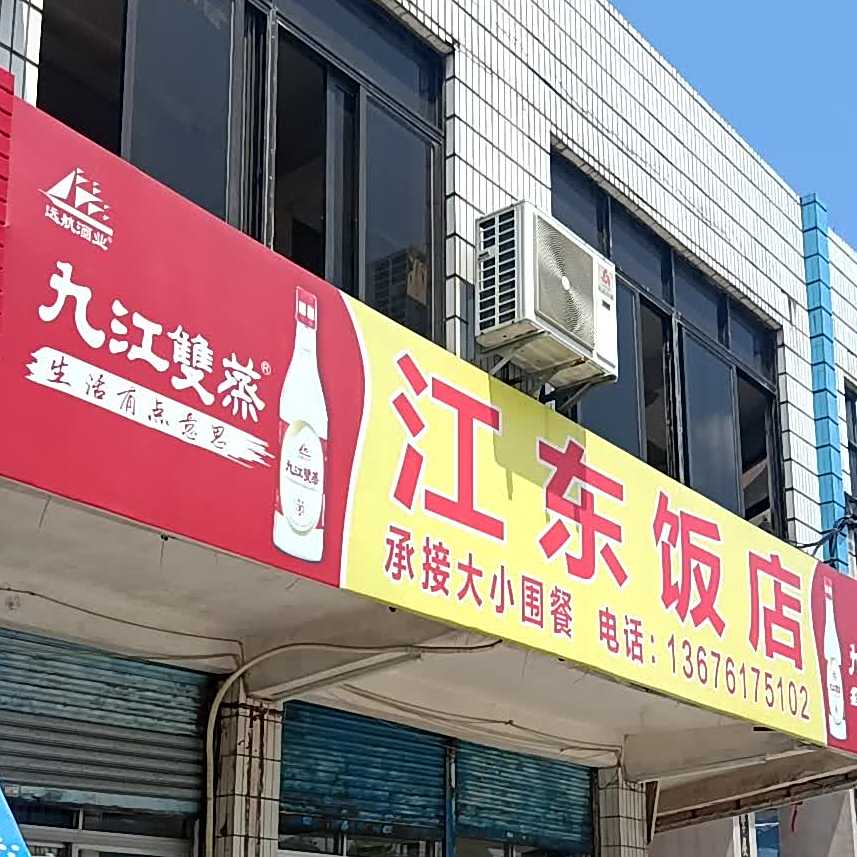 远航酒业
九江雙蒸®
生活有点意思
九江雙蒸
江东饭店
承接大小围餐 电话：13676175102
九